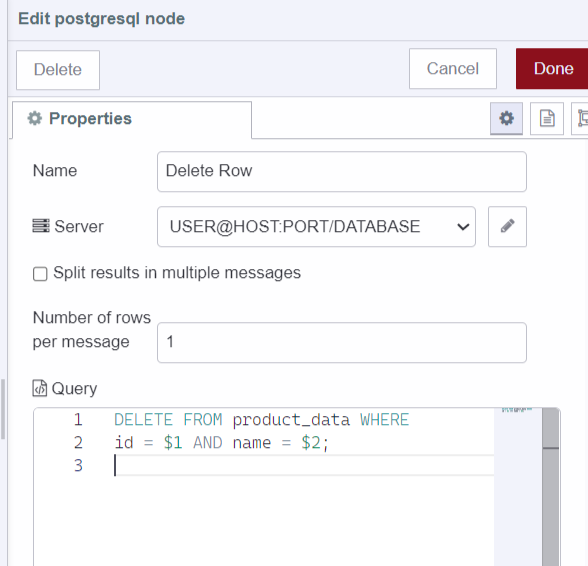 Edit postgresql node
Delete
Cancel
Done
Properties
Name
Delete Row
Server
USER@HOST:PORT/DATABASE
Split results in multiple messages
Number of rows
per message
1
Query
1 DELETE FROM product_data WHERE
2 id = $1 AND name = $2;
3